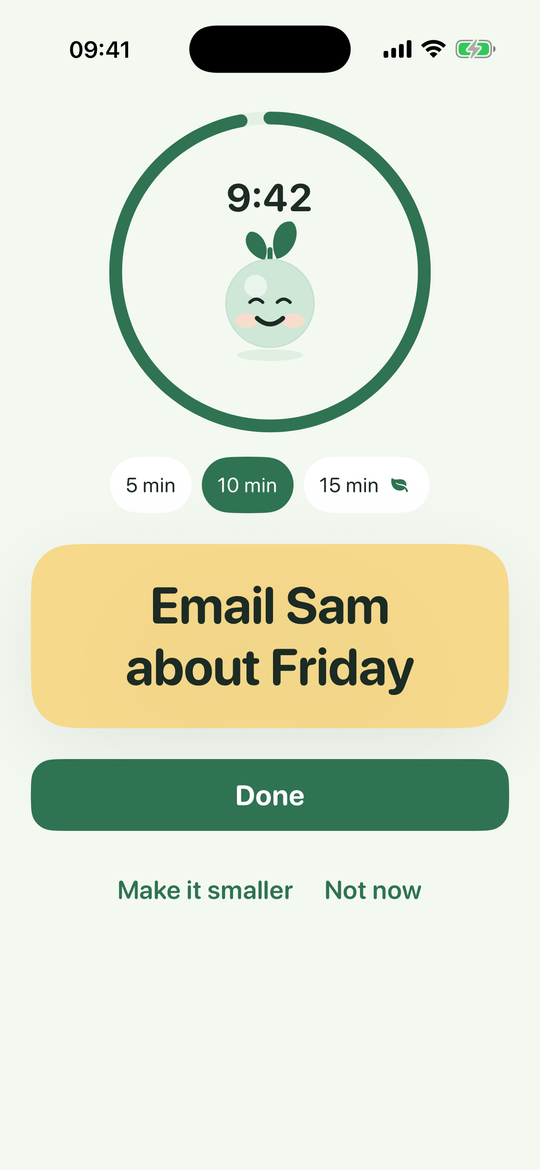 09:41
9:42
5 min
10 min
15 min
Email Sam
about Friday
Done
Make it smaller
Not now